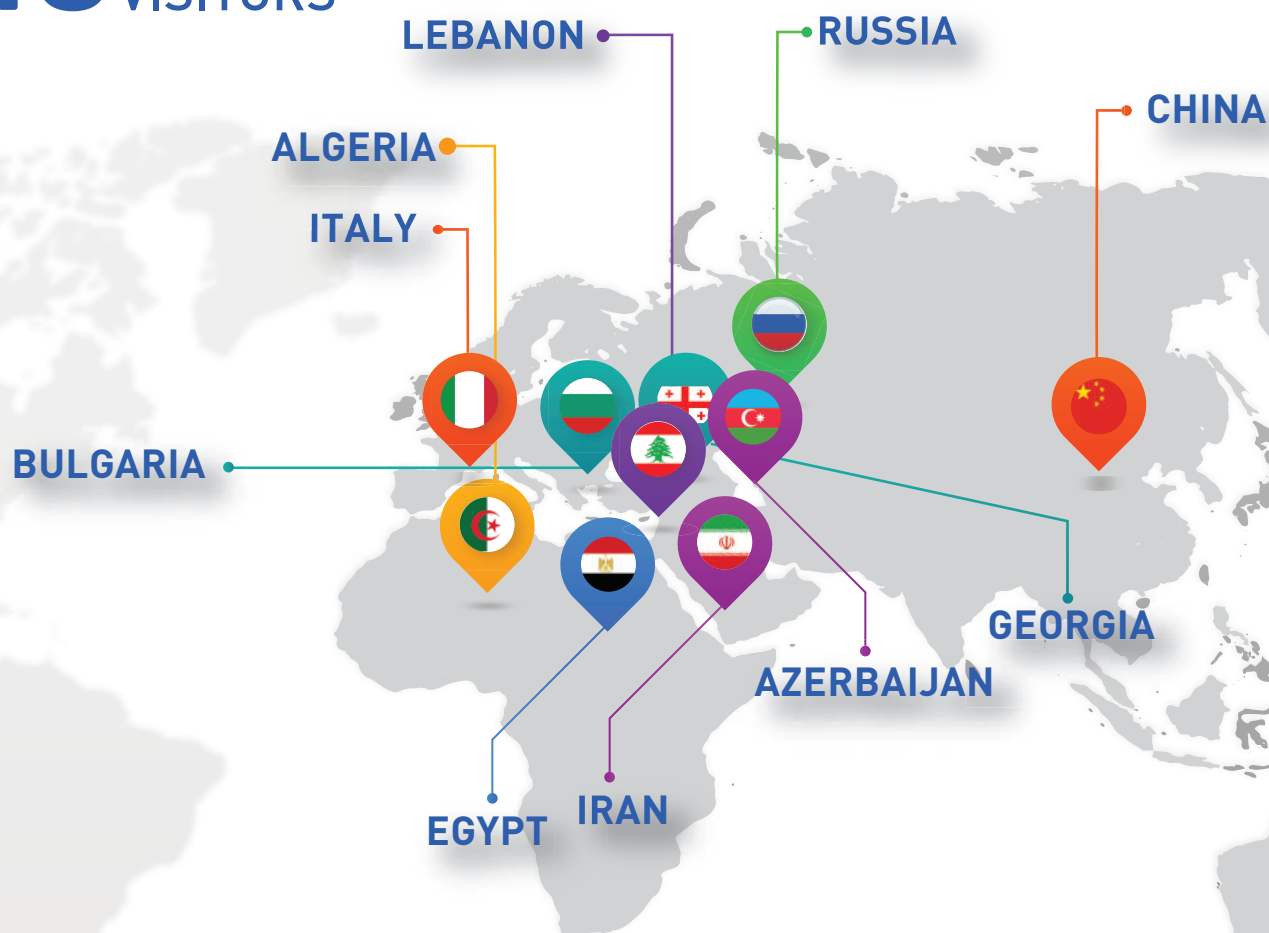 VISITORS
LEBANON
RUSSIA
CHINA
ALGERIA
ITALY
BULGARIA
GEORGIA
AZERBAIJAN
IRAN
EGYPT